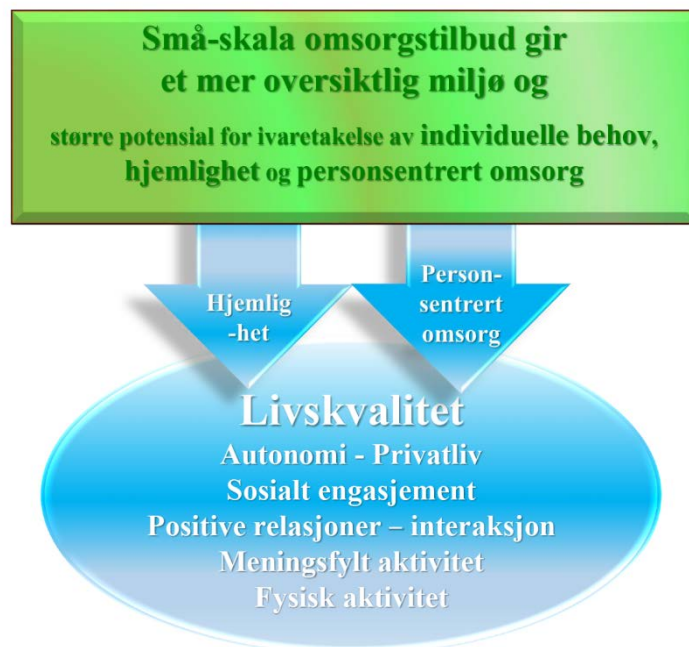 Små-skala omsorgstilbud gir
et mer oversiktlig miljø og
større potensial for ivaretakelse av individuelle behov,
hjemlighet og personsentrert omsorg
Hjemlig
-het
Person-
sentrert
omsorg
Livskvalitet
Autonomi - Privatliv
Sosialt engasjement
Positive relasjoner – interaksjon
Meningsfylt aktivitet
Fysisk aktivitet